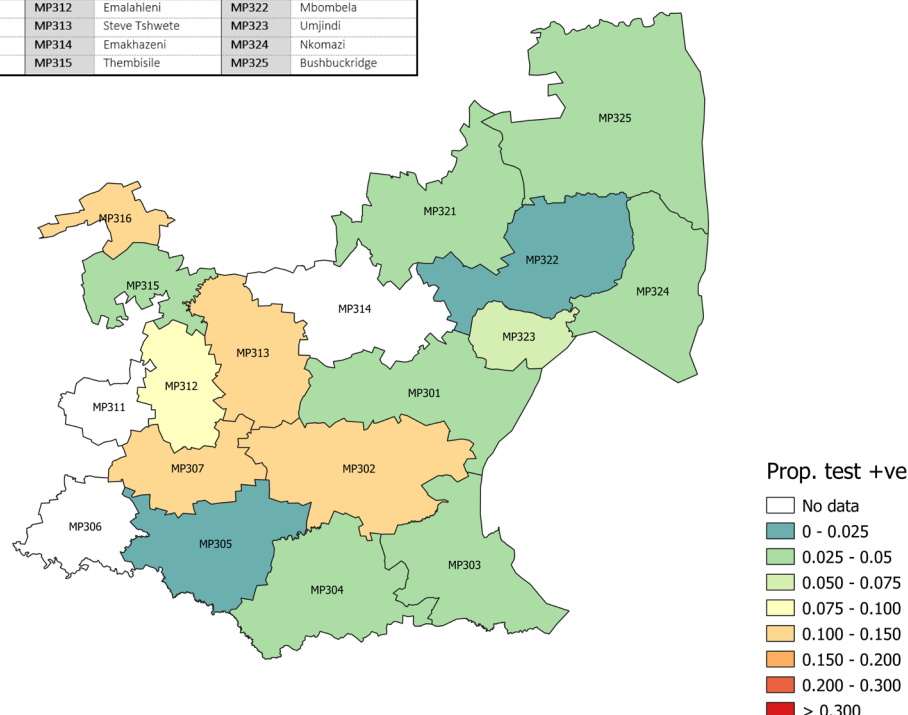 MP312 Emalahleni MP322 Mbombela
MP313 Steve Tshwete MP323 Umjindi
MP314 Emakhazeni MP324 Nkomazi
MP315 Thembisile MP325 Bushbuckridge
MP325
MP316
MP321
MP322
MP315
MP324
MP314
MP323
MP313
MP312
MP301
MP311
MP307
MP302
MP306
MP305
MP303
MP304
Prop. test +ve
No data
0 - 0.025
0.025 - 0.05
0.050 - 0.075
0.075 - 0.100
0.100 - 0.150
0.150 - 0.200
0.200 - 0.300
> 0.300